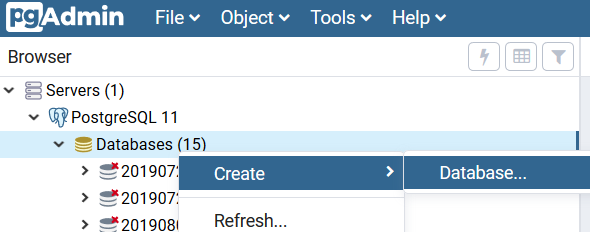 pgAdmin File Object Tools Help
Browser
Servers (1)
PostgreSQL 11
Databases (15)
Create Database...
Refresh...